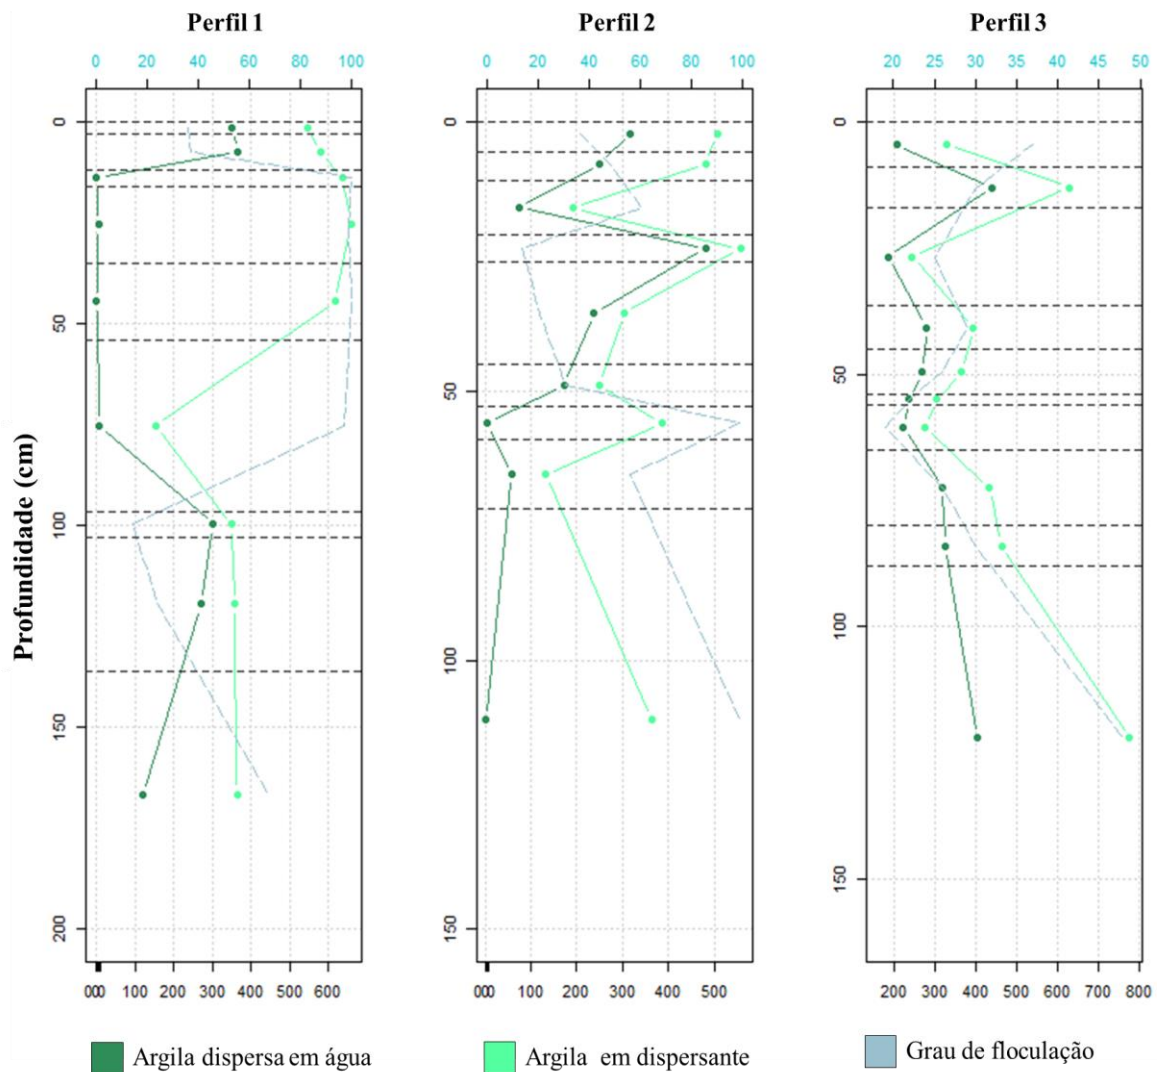 Perfil 1 Perfil 2 Perfil 3
0 20 40 60 80 100 0 20 40 60 80 100 20 25 30 35 40 45 50
Profundidade (cm)
0 50 100 150 200
0 50 100 150
0 50 100 150
100 200 300 400 500 600 100 200 300 400 500 200 300 400 500 600 700 800
Argila dispersa em água Argila em dispersante Grau de floculação